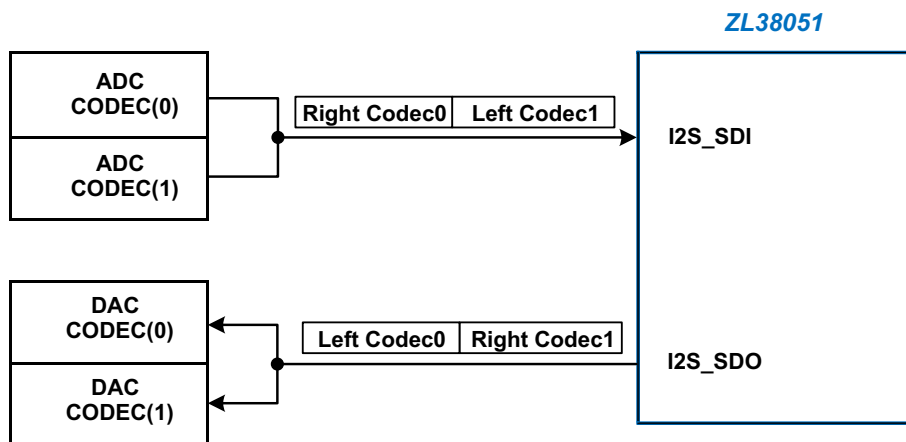 ZL38051
ADC
CODEC(0)
Right Codec0 Left Codec1
I2S_SDI
ADC
CODEC(1)
DAC
CODEC(0)
Left Codec0 Right Codec1
I2S_SDO
DAC
CODEC(1)